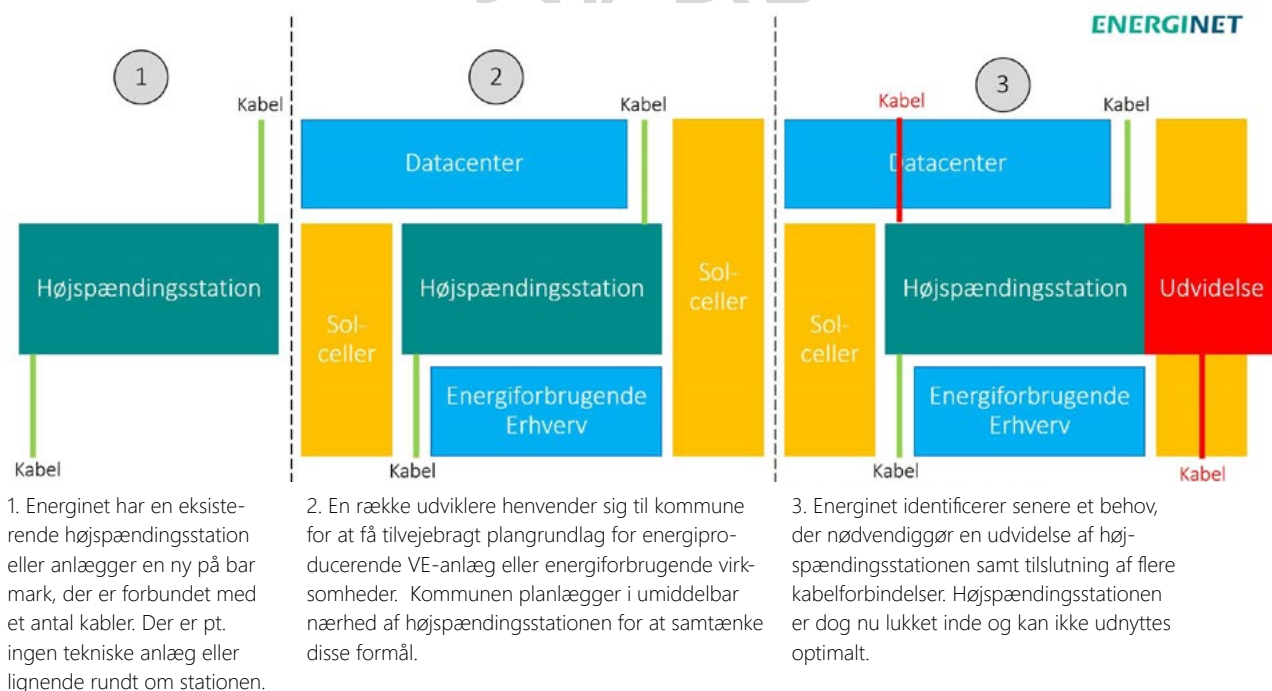 ENERGINET
1
Kabel
Højspændingsstation
Kabel
2
Kabel
Datacenter
Sol-
celler
Højspændingsstation
Sol-
celler
Energiforbrugende
Erhverv
Kabel
3
Kabel
Kabel
Datacenter
Sol-
celler
Højspændingsstation
Udvidelse
Energiforbrugende
Erhverv
Kabel
Kabel
1. Energinet har en eksiste-
rende højspændingsstation
eller anlægger en ny på bar
mark, der er forbundet med
et antal kabler. Der er pt.
ingen tekniske anlæg eller
lignende rundt om stationen.
2. En række udviklere henvender sig til kommune
for at få tilvejebragt plangrundlag for energipro-
ducerende VE-anlæg eller energiforbrugende virk-
somheder.  Kommunen planlægger i umiddelbar
nærhed af højspændingsstationen for at samtænke
disse formål.
3. Energinet identificerer senere et behov,
der nødvendiggør en udvidelse af høj-
spændingsstationen samt tilslutning af flere
kabelforbindelser. Højspændingsstationen
er dog nu lukket inde og kan ikke udnyttes
optimalt.